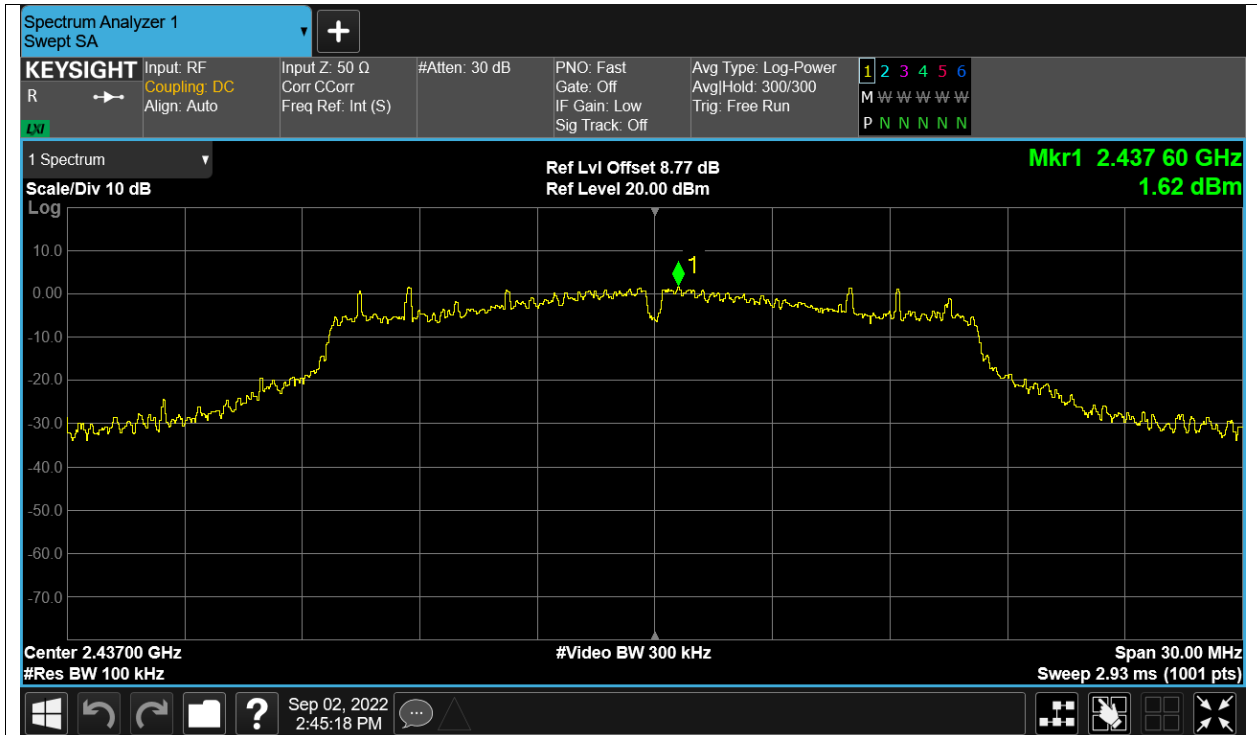 Spectrum Analyzer 1
Swept SA
+
KEYSIGHT
R
LXI
Input: RF
Coupling: DC
Align: Auto
Input Z: 50 Ω
Corr CCorr
Freq Ref: Int (S)
#Atten: 30 dB
PNO: Fast
Gate: Off
IF Gain: Low
Sig Track: Off
Avg Type: Log-Power
Avg|Hold: 300/300
Trig: Free Run
1 2 3 4 5 6
M W W W W W
P N N N N N N
1 Spectrum
Scale/Div 10 dB
Log
Ref Lvl Offset 8.77 dB
Ref Level 20.00 dBm
Mkr1 2.437 60 GHz
1.62 dBm
1
10.0
0.00
-10.0
-20.0
-30.0
-40.0
-50.0
-60.0
-70.0
Center 2.43700 GHz
#Res BW 100 kHz
#Video BW 300 kHz
Span 30.00 MHz
Sweep 2.93 ms (1001 pts)
?
Sep 02, 2022
2:45:18 PM